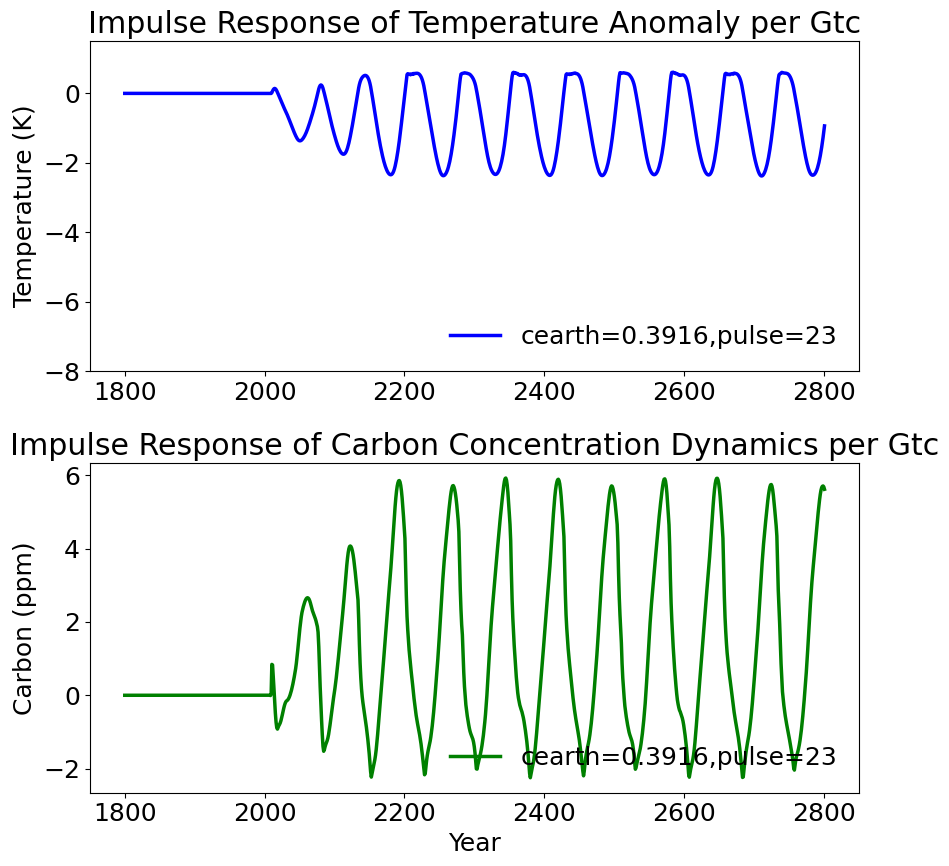 Impulse Response of Temperature Anomaly per Gtc
Temperature (K)
0
−2
−4
−6
−8
cearth=0.3916,pulse=23
1800 2000 2200 2400 2600 2800
Impulse Response of Carbon Concentration Dynamics per Gtc
Carbon (ppm)
6
4
2
0
−2
cearth=0.3916,pulse=23
1800 2000 2200 2400 2600 2800
Year